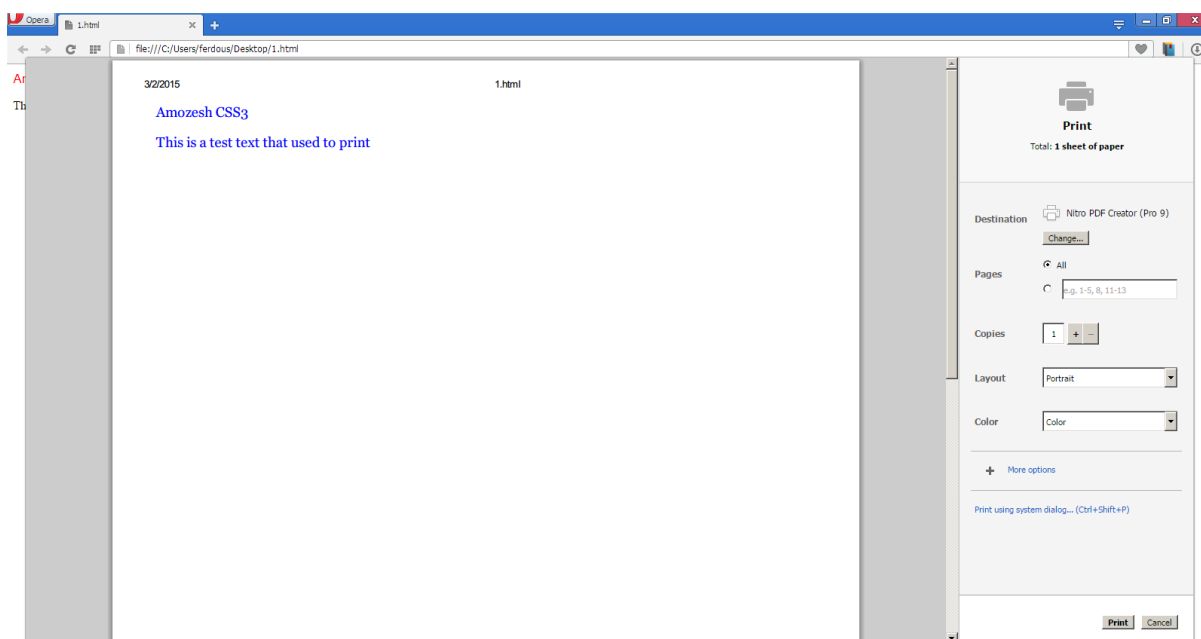 Opera
1.html
file:///C:/Users/ferdous/Desktop/1.html
Ar
Th
3/2/2015
1.html
Amozesh CSS3
This is a test text that used to print
Print
Total: 1 sheet of paper
Destination
Nitro PDF Creator (Pro 9)
Change...
Pages
All
e.g. 1-5, 8, 11-13
Copies
1
+
−
Layout
Portrait
Color
Color
+ More options
Print using system dialog... (Ctrl+Shift+P)
Print
Cancel